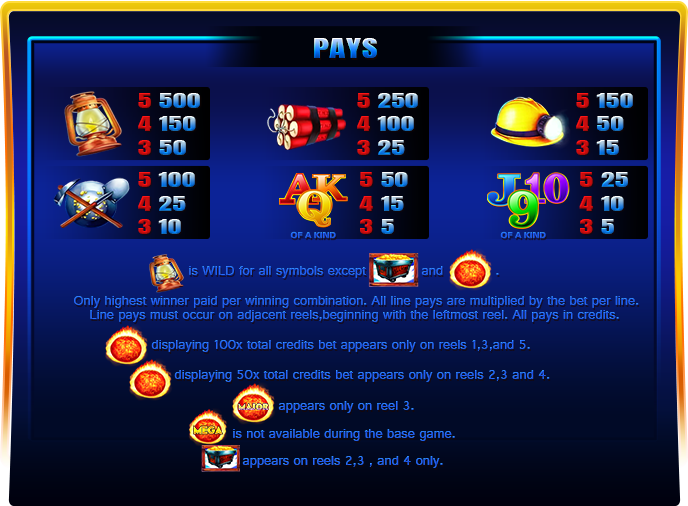 PAYS
5 500
4 150
3 50
5 250
4 100
3 25
5 150
4 50
3 15
5 100
4 25
3 10
AKQ
OF A KIND
5 50
4 15
3 5
J 10 9
OF A KIND
5 25
4 10
3 5
is WILD for all symbols except and .
Only highest winner paid per winning combination. All line pays are multiplied by the bet per line.
Line pays must occur on adjacent reels,beginning with the leftmost reel. All pays in credits.
displaying 100x total credits bet appears only on reels 1,3,and 5.
displaying 50x total credits bet appears only on reels 2,3 and 4.
MAJOR appears only on reel 3.
MEGA is not available during the base game.
appears on reels 2,3 , and 4 only.